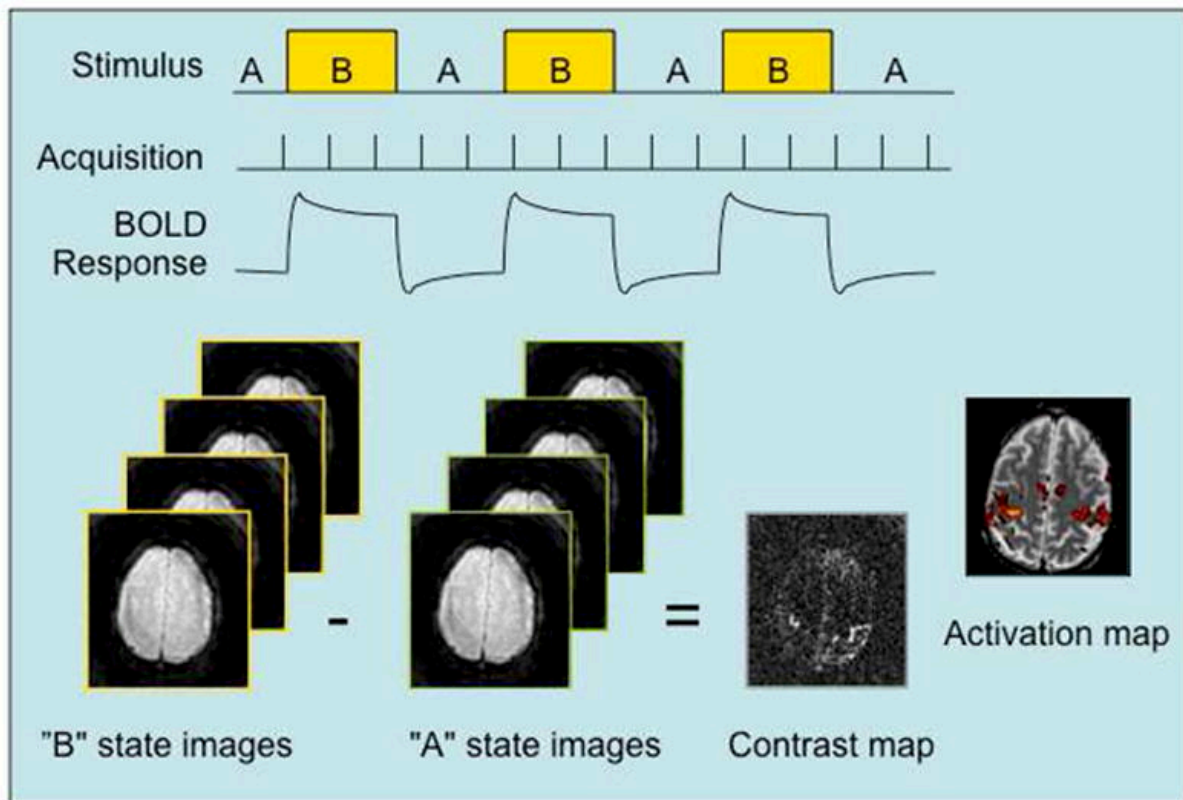 Stimulus
A B A B A B A
Acquisition
BOLD
Response
- =
Activation map
"B" state images "A" state images Contrast map